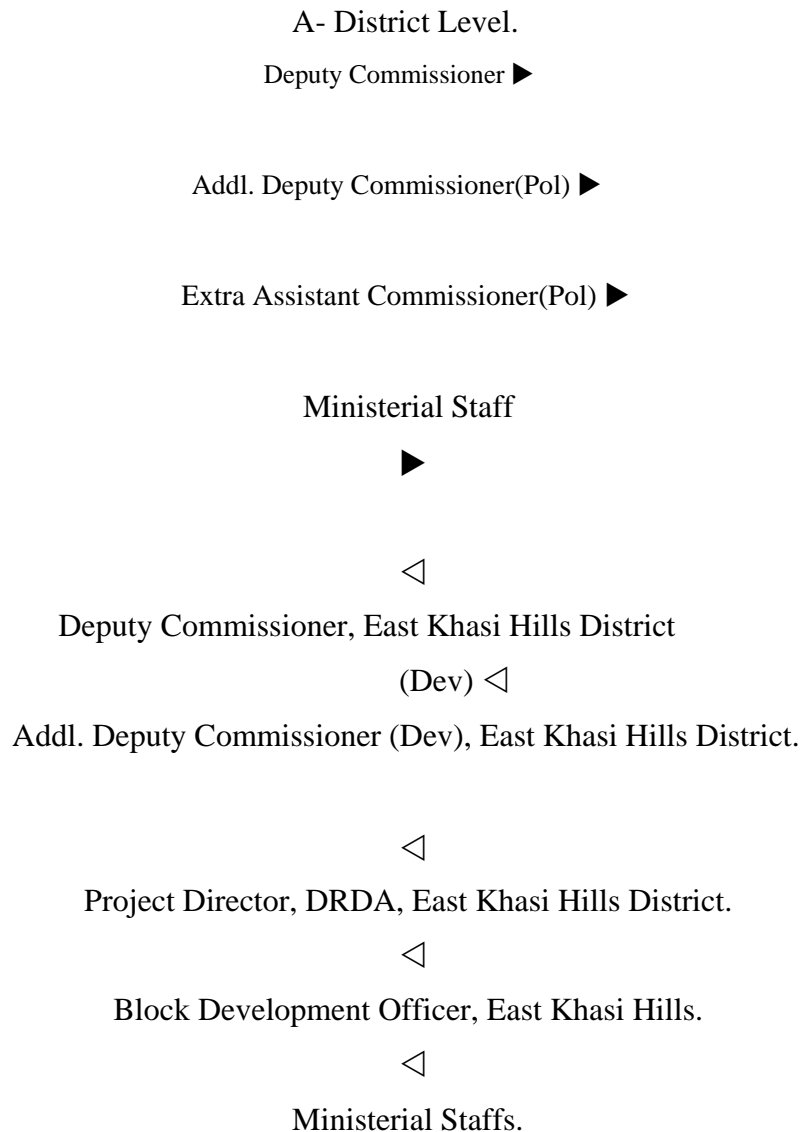 A- District Level.
Deputy Commissioner ▶
Addl. Deputy Commissioner(Pol) ▶
Extra Assistant Commissioner(Pol) ▶
Ministerial Staff
▶
◁
Deputy Commissioner, East Khasi Hills District
(Dev) ◁
Addl. Deputy Commissioner (Dev), East Khasi Hills District.
◁
Project Director, DRDA, East Khasi Hills District.
◁
Block Development Officer, East Khasi Hills.
◁
Ministerial Staffs.